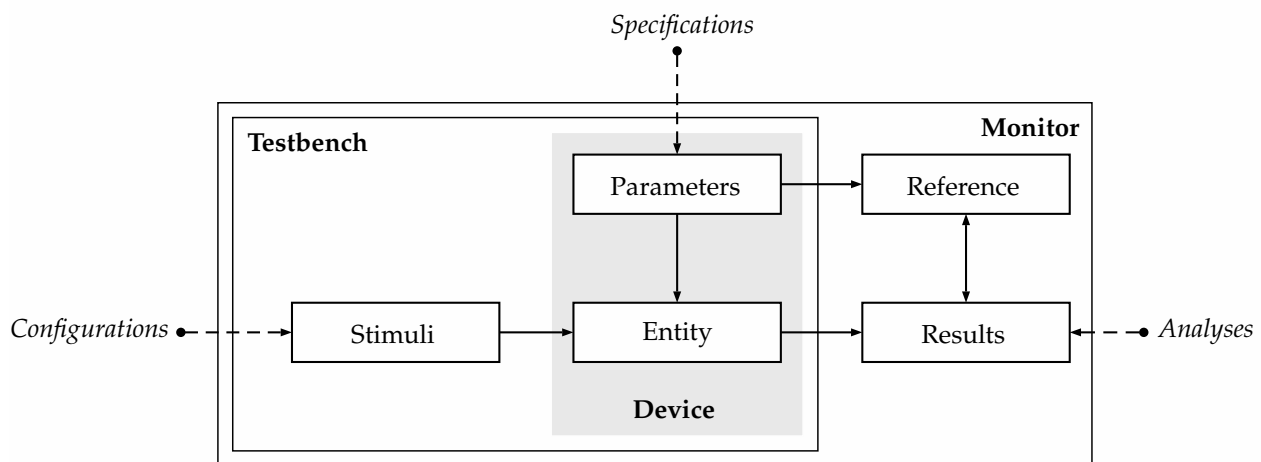 Specifications
Testbench
Monitor
Parameters
Reference
Configurations
Stimuli
Entity
Results
Analyses
Device